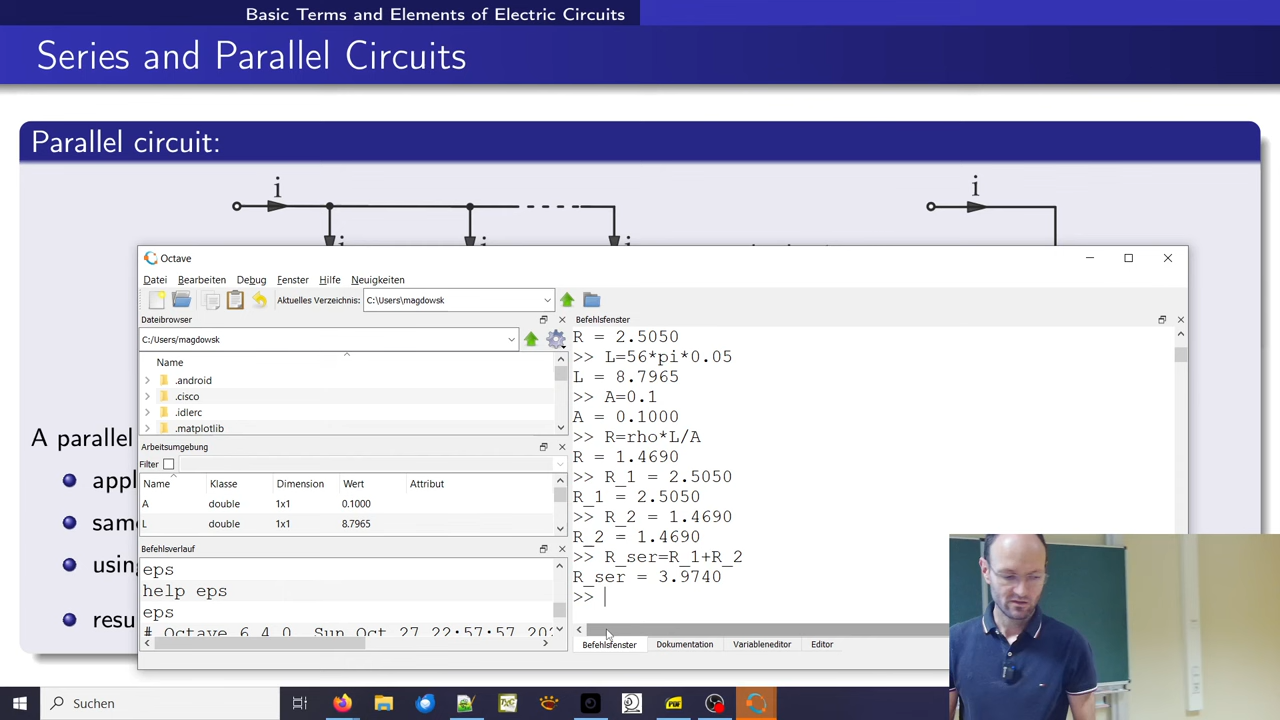 Basic Terms and Elements of Electric Circuits
Series and Parallel Circuits
Parallel circuit:
i
i
Octave
Datei Bearbeiten Debug Fenster Hilfe Neuigkeiten
Aktuelles Verzeichnis: C:\Users\magdowsk
Dateibrowser
C:/Users/magdowsk
Name
.android
.cisco
.idlerc
.matplotlib
Arbeitsumgebung
Filter
Name Klasse Dimension Wert Attribut
A double 1x1 0.1000
L double 1x1 8.7965
Befehlsverlauf
eps
help eps
eps
# Octave 6.4.0, Sun Oct 27 22:57:57 202
Befehlsfenster
R = 2.5050
>> L=56*pi*0.05
L = 8.7965
>> A=0.1
A = 0.1000
>> R=rho*L/A
R = 1.4690
>> R_1 = 2.5050
R_1 = 2.5050
>> R_2 = 1.4690
R_2 = 1.4690
>> R_ser=R_1+R_2
R_ser = 3.9740
>>
Befehlsfenster Dokumentation Variableneditor Editor
A parallel
appl
same
using
resu
Suchen